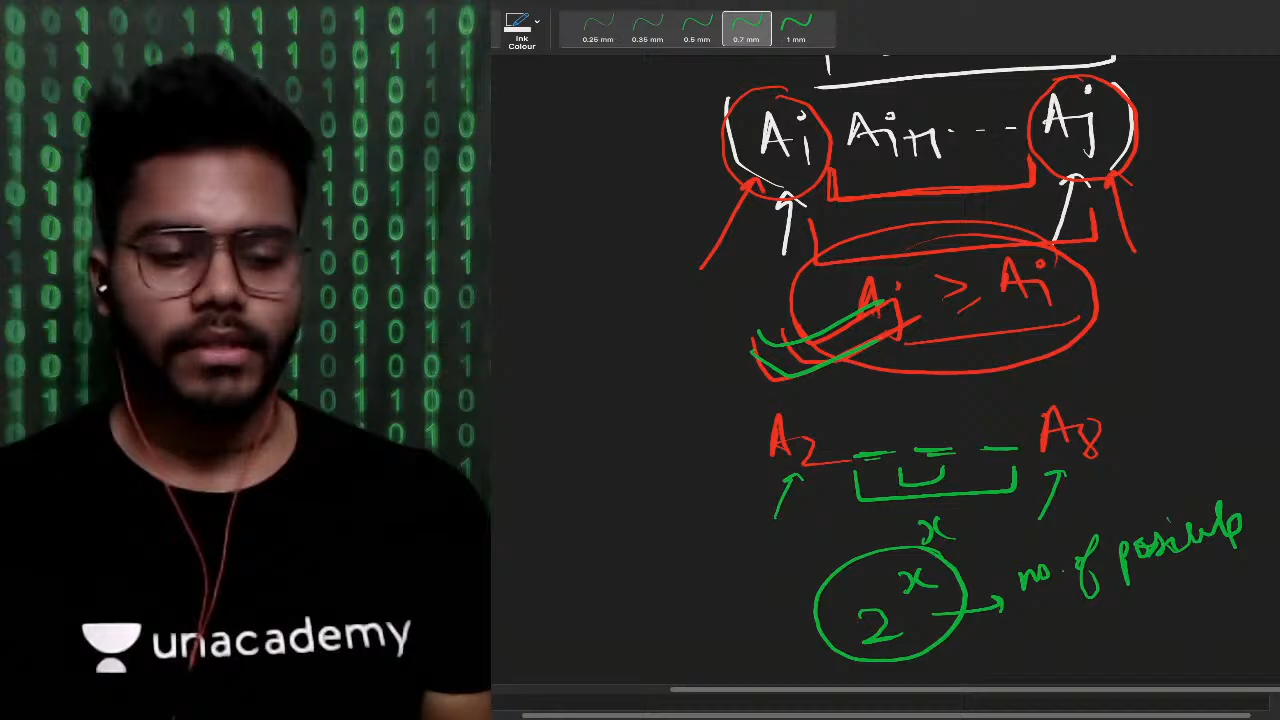 Ink
Colour
0.25 mm
0.35 mm
0.5 mm
0.7 mm
1 mm
Ai Ai+1 --- Aj
Aj ≥ Ai
A2 A8
x
2^x → no. of
unacademy